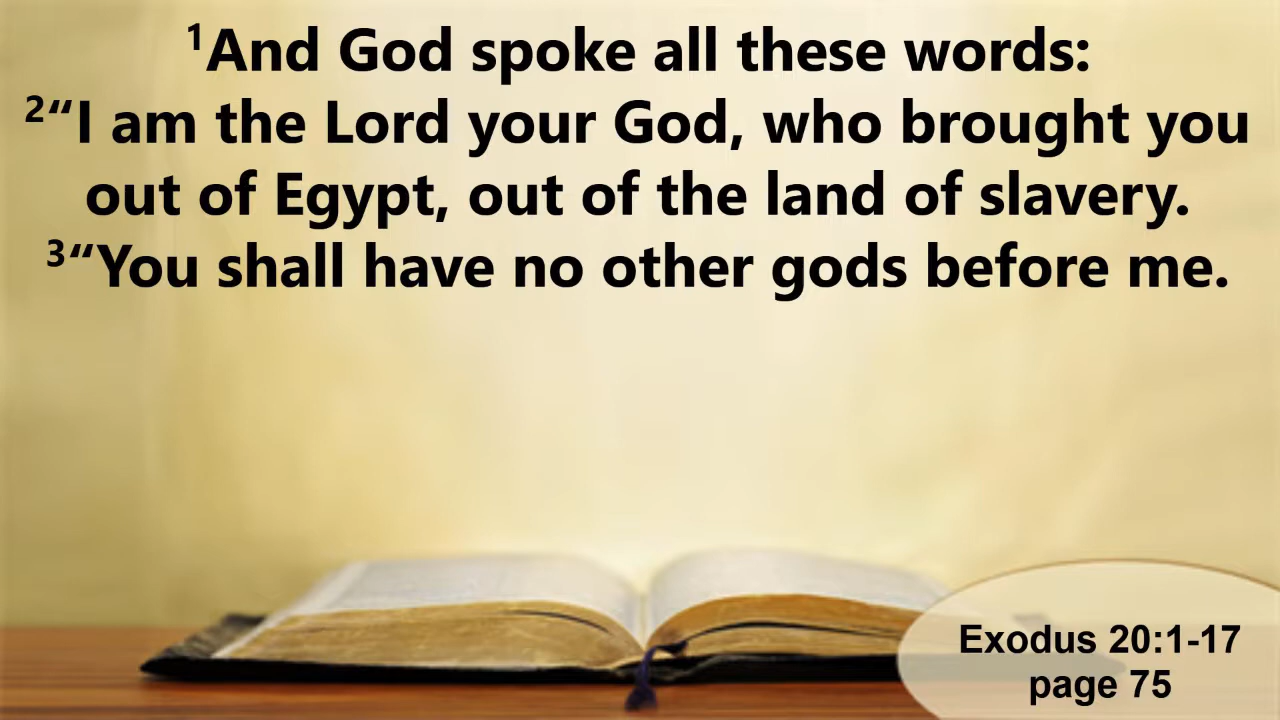 ¹And God spoke all these words:
²“I am the Lord your God, who brought you
out of Egypt, out of the land of slavery.
³“You shall have no other gods before me.
Exodus 20:1-17
page 75